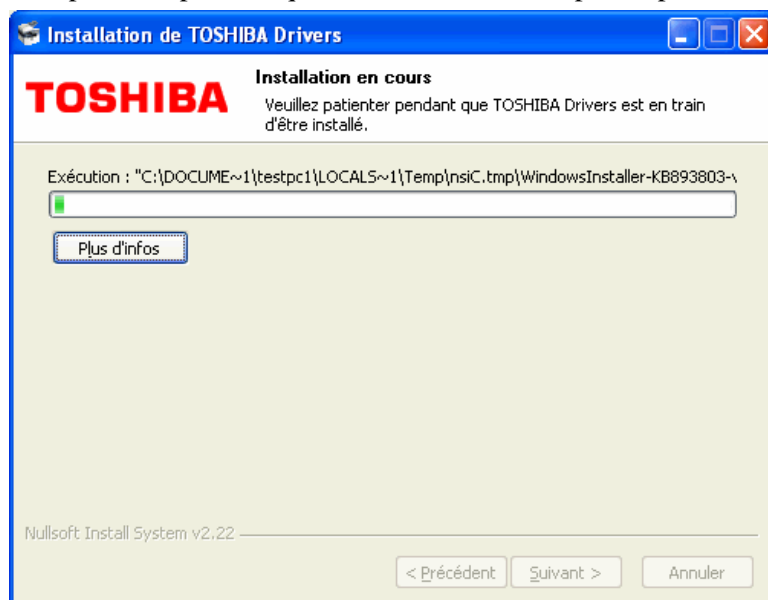 Installation de TOSHIBA Drivers
TOSHIBA
Installation en cours
Veuillez patienter pendant que TOSHIBA Drivers est en train
d'être installé.
Exécution : "C:\DOCUME~1\testpc1\LOCALS~1\Temp\nsiC.tmp\WindowsInstaller-KB893803-
Plus d'infos
Nullsoft Install System v2.22
< Précédent
Suivant >
Annuler